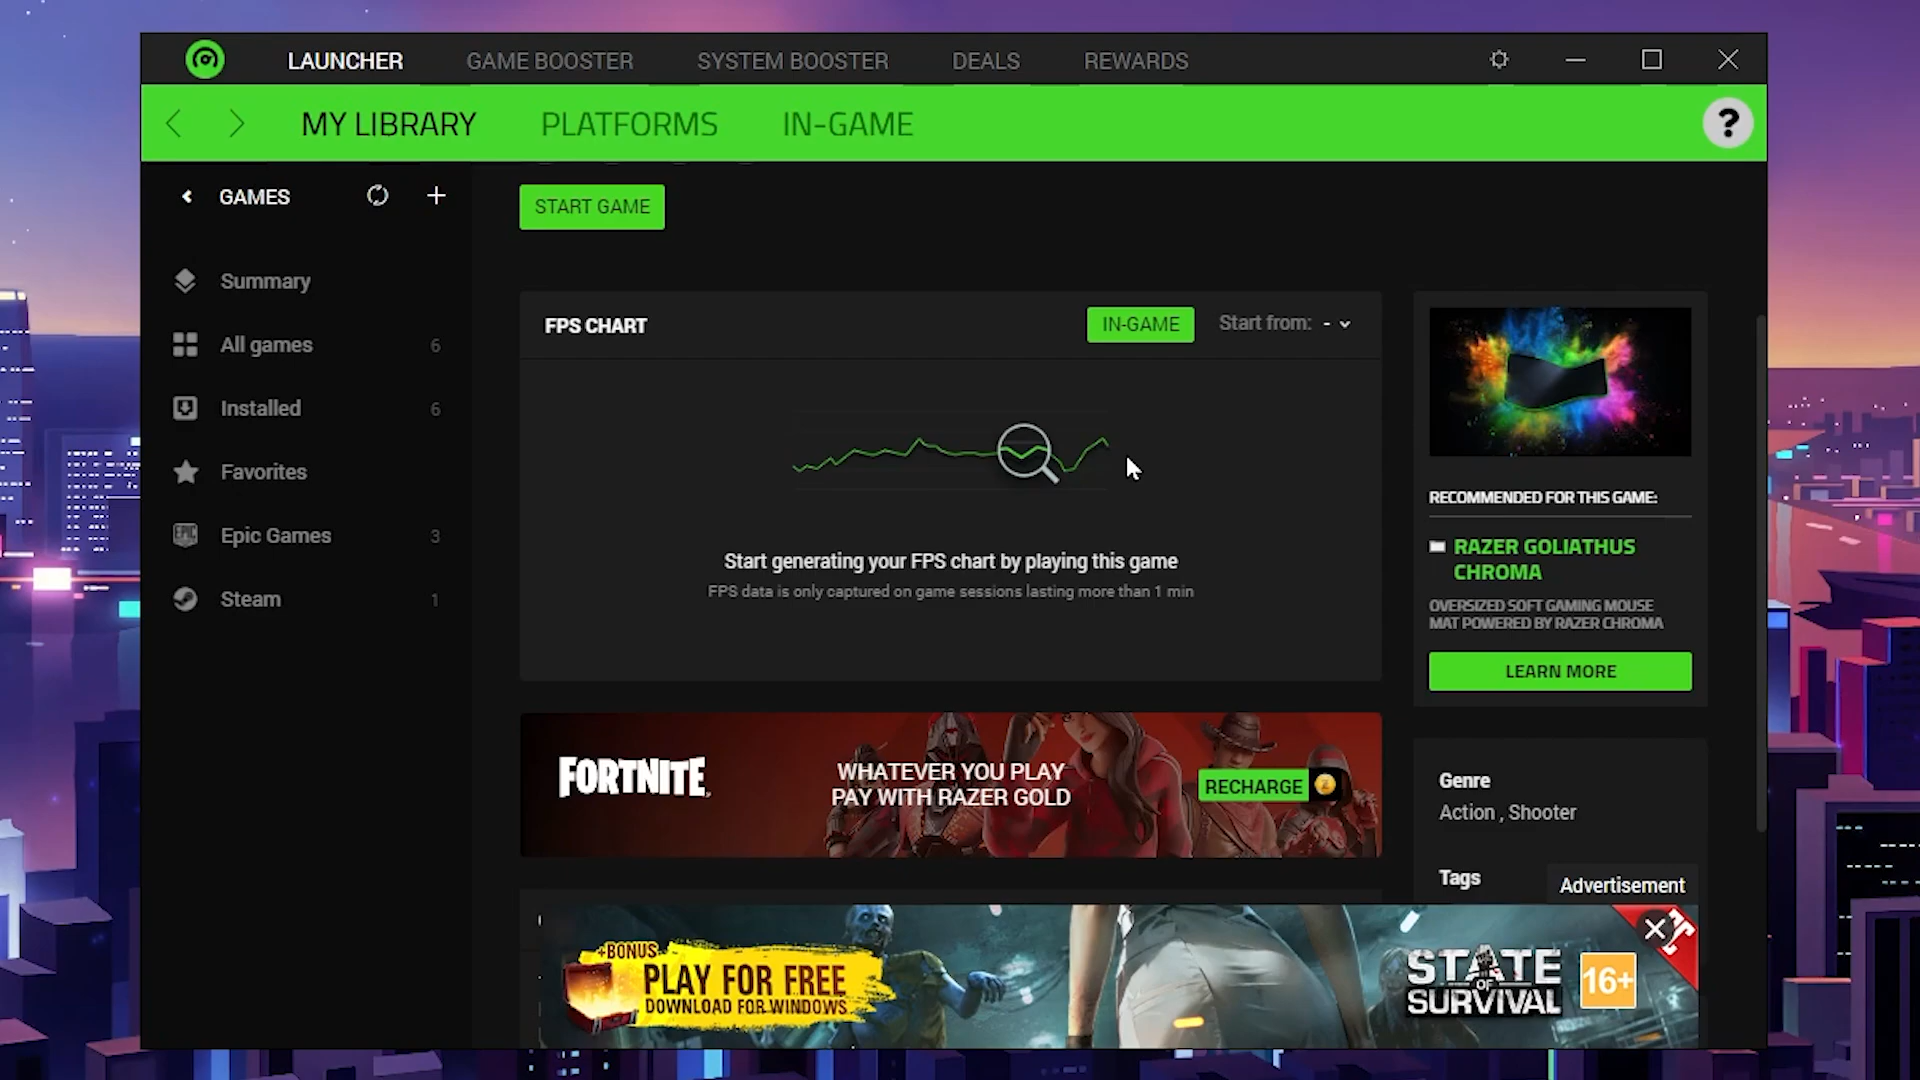 LAUNCHER
GAME BOOSTER
SYSTEM BOOSTER
DEALS
REWARDS
MY LIBRARY
PLATFORMS
IN-GAME
?
GAMES
START GAME
Summary
All games 6
Installed 6
Favorites
EPIC
Epic Games 3
Steam 1
FPS CHART
IN-GAME
Start from: -
Start generating your FPS chart by playing this game
FPS data is only captured on game sessions lasting more than 1 min
RECOMMENDED FOR THIS GAME:
RAZER GOLIATHUS
CHROMA
OVERSIZED SOFT GAMING MOUSE
MAT POWERED BY RAZER CHROMA
LEARN MORE
FORTNITE
WHATEVER YOU PLAY
PAY WITH RAZER GOLD
RECHARGE
Genre
Action , Shooter
Tags
Advertisement
+BONUS
PLAY FOR FREE
DOWNLOAD FOR WINDOWS
STATE
OF
SURVIVAL
16+